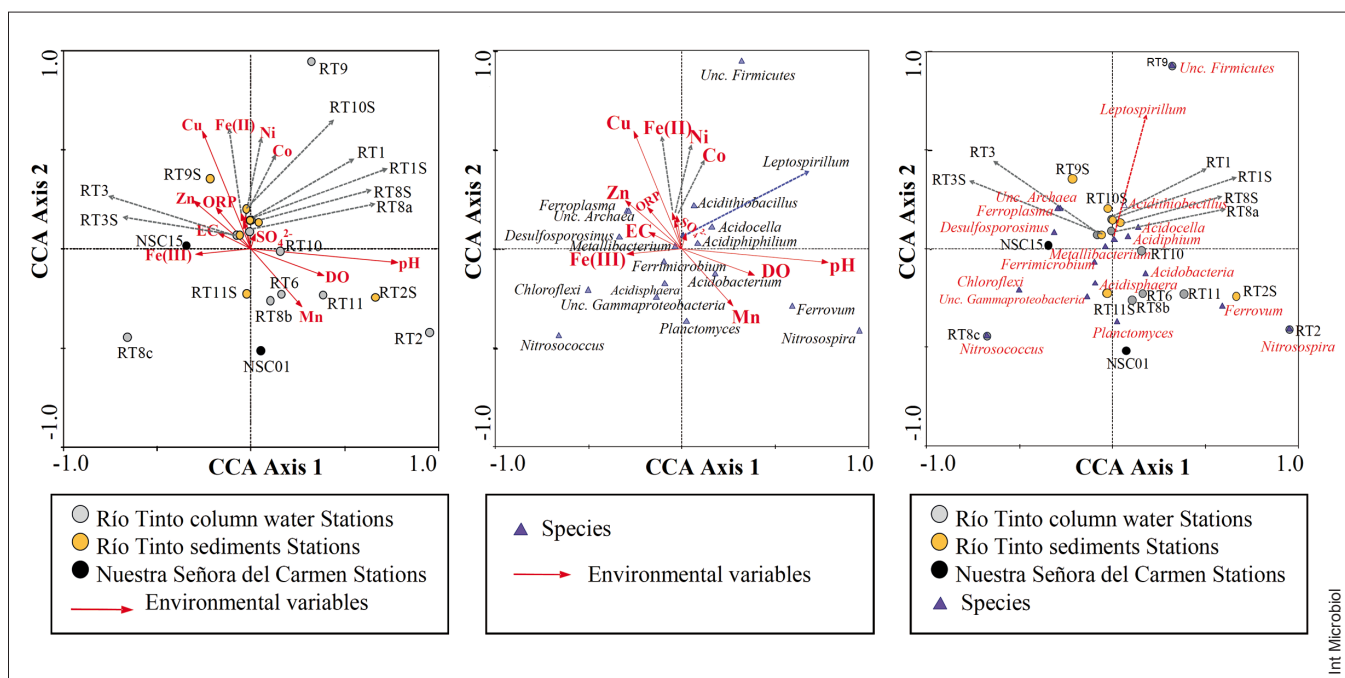 1.0
RT9
RT10S
Cu
Fe(II)
Ni
Co
RT1
RT1S
RT9S
RT3
Zn
ORP
RT8S
RT8a
RT3S
EC
SO4 2-
NSC15
RT10
Fe(III)
pH
DO
RT6
RT11S
RT11
RT2S
RT8b
Mn
RT8c
RT2
NSC01
CCA Axis 2
-1.0
-1.0
CCA Axis 1
1.0
Río Tinto column water Stations
Río Tinto sediments Stations
Nuestra Señora del Carmen Stations
Environmental variables
1.0
Unc. Firmicutes
Cu
Fe(II)
Ni
Co
Leptospirillum
Zn
ORP
Ferroplasma
Acidithiobacillus
Unc. Archaea
SO4 2-
EC
Acidocella
Desulfosporosinus
Acidiphiphilium
Metallibacterium
Fe(III)
Ferrimicrobium
DO
pH
Chloroflexi
Acidisphaera
Acidobacterium
Unc. Gammaproteobacteria
Mn
Ferrovum
Planctomyces
Nitrosococcus
Nitrosospira
CCA Axis 2
-1.0
-1.0
CCA Axis 1
1.0
Species
Environmental variables
1.0
RT9
Unc. Firmicutes
Leptospirillum
RT3
RT9S
RT1
RT3S
RT1S
Unc. Archaea
RT10S
RT8S
Ferroplasma
Acidithiobacillus
RT8a
Desulfosporosinus
Acidocella
Acidiphium
NSC15
Metallibacterium
RT10
Ferrimicrobium
Acidobacteria
Chloroflexi
Acidisphaera
Unc. Gammaproteobacteria
RT6
RT11
RT2S
RT11S
RT8b
Ferrovum
Planctomyces
RT8c
RT2
Nitrosococcus
Nitrosospira
NSC01
CCA Axis 2
-1.0
-1.0
CCA Axis 1
1.0
Río Tinto column water Stations
Río Tinto sediments Stations
Nuestra Señora del Carmen Stations
Species
Int Microbiol